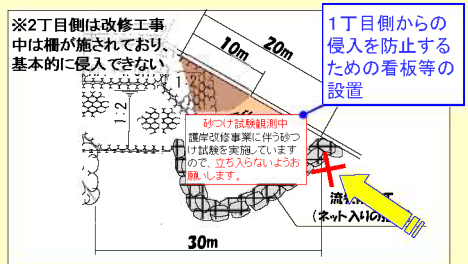 ※2丁目側は改修工事
中は柵が施されており、
基本的に侵入できない
1丁目側からの
侵入を防止する
ための看板等の
設置
10m
20m
1:2
1:2
砂つけ試験観測中
護岸改修事業に伴う砂つ
け試験を実施しています
ので、立ち入らないようお
願いします。
(ネット入りの
30m